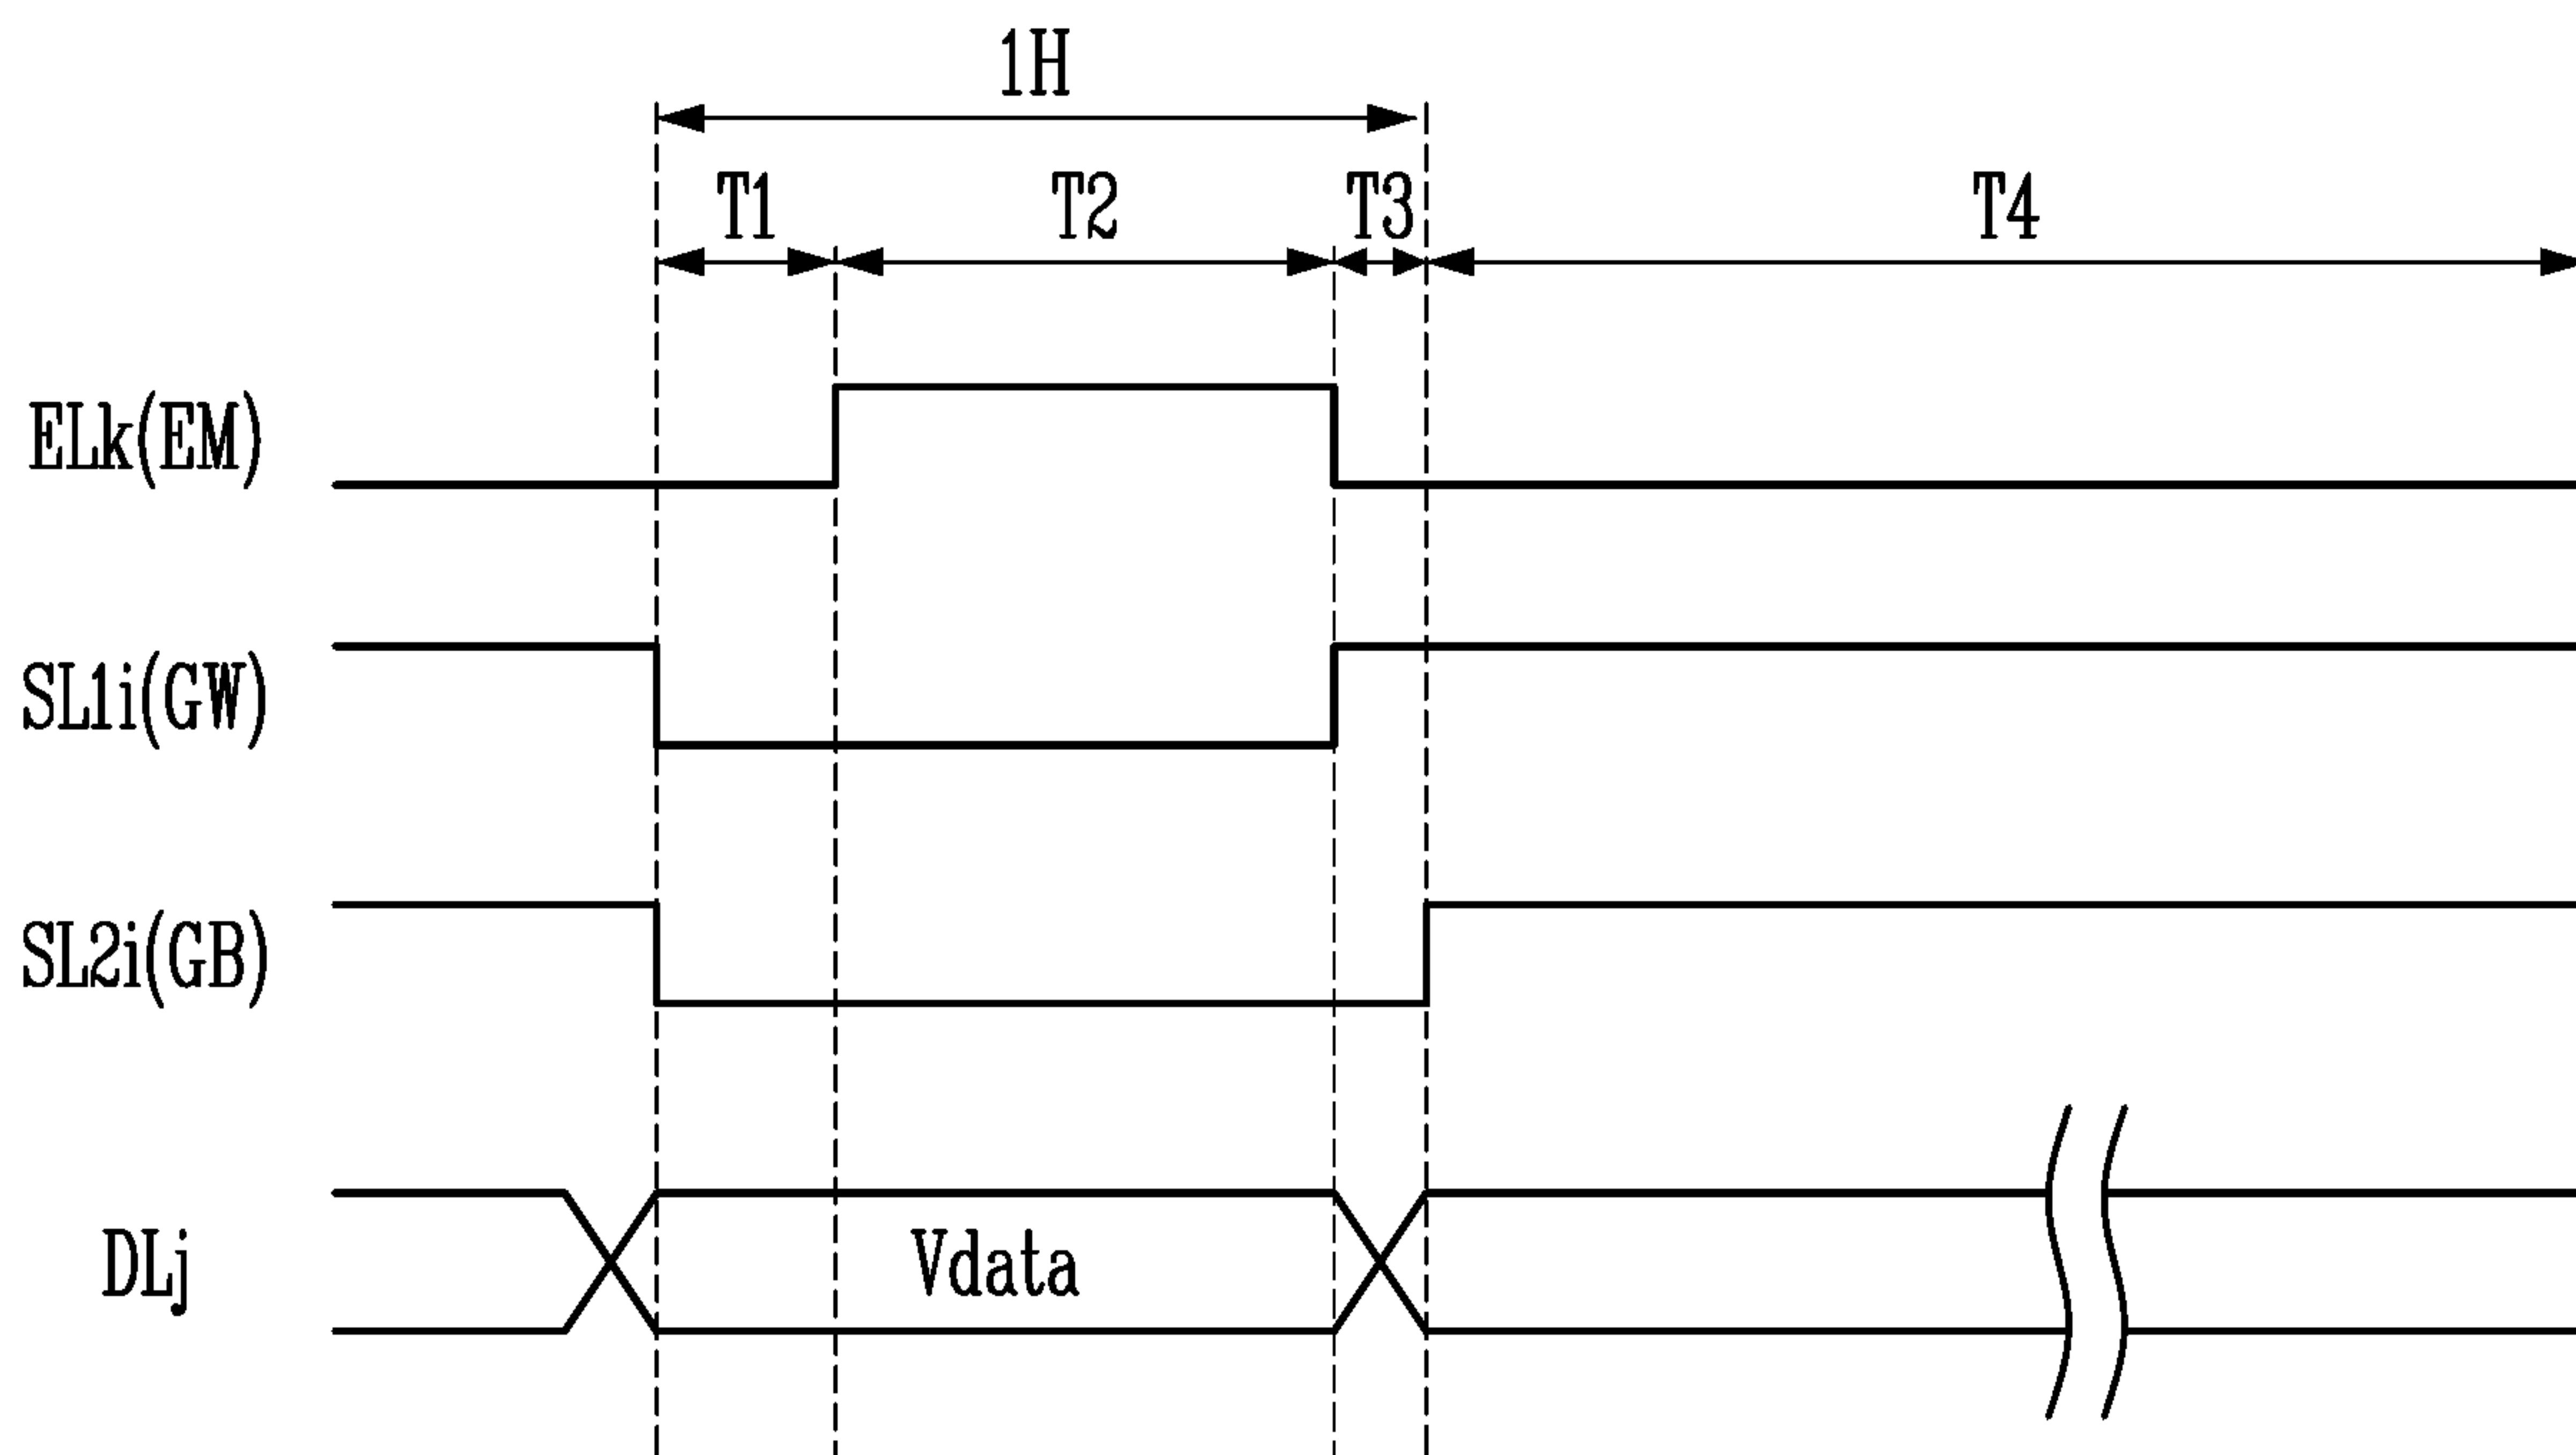 1H
T1 T2 T3 T4
ELk(EM)
SL1i(GW)
SL2i(GB)
DLj Vdata